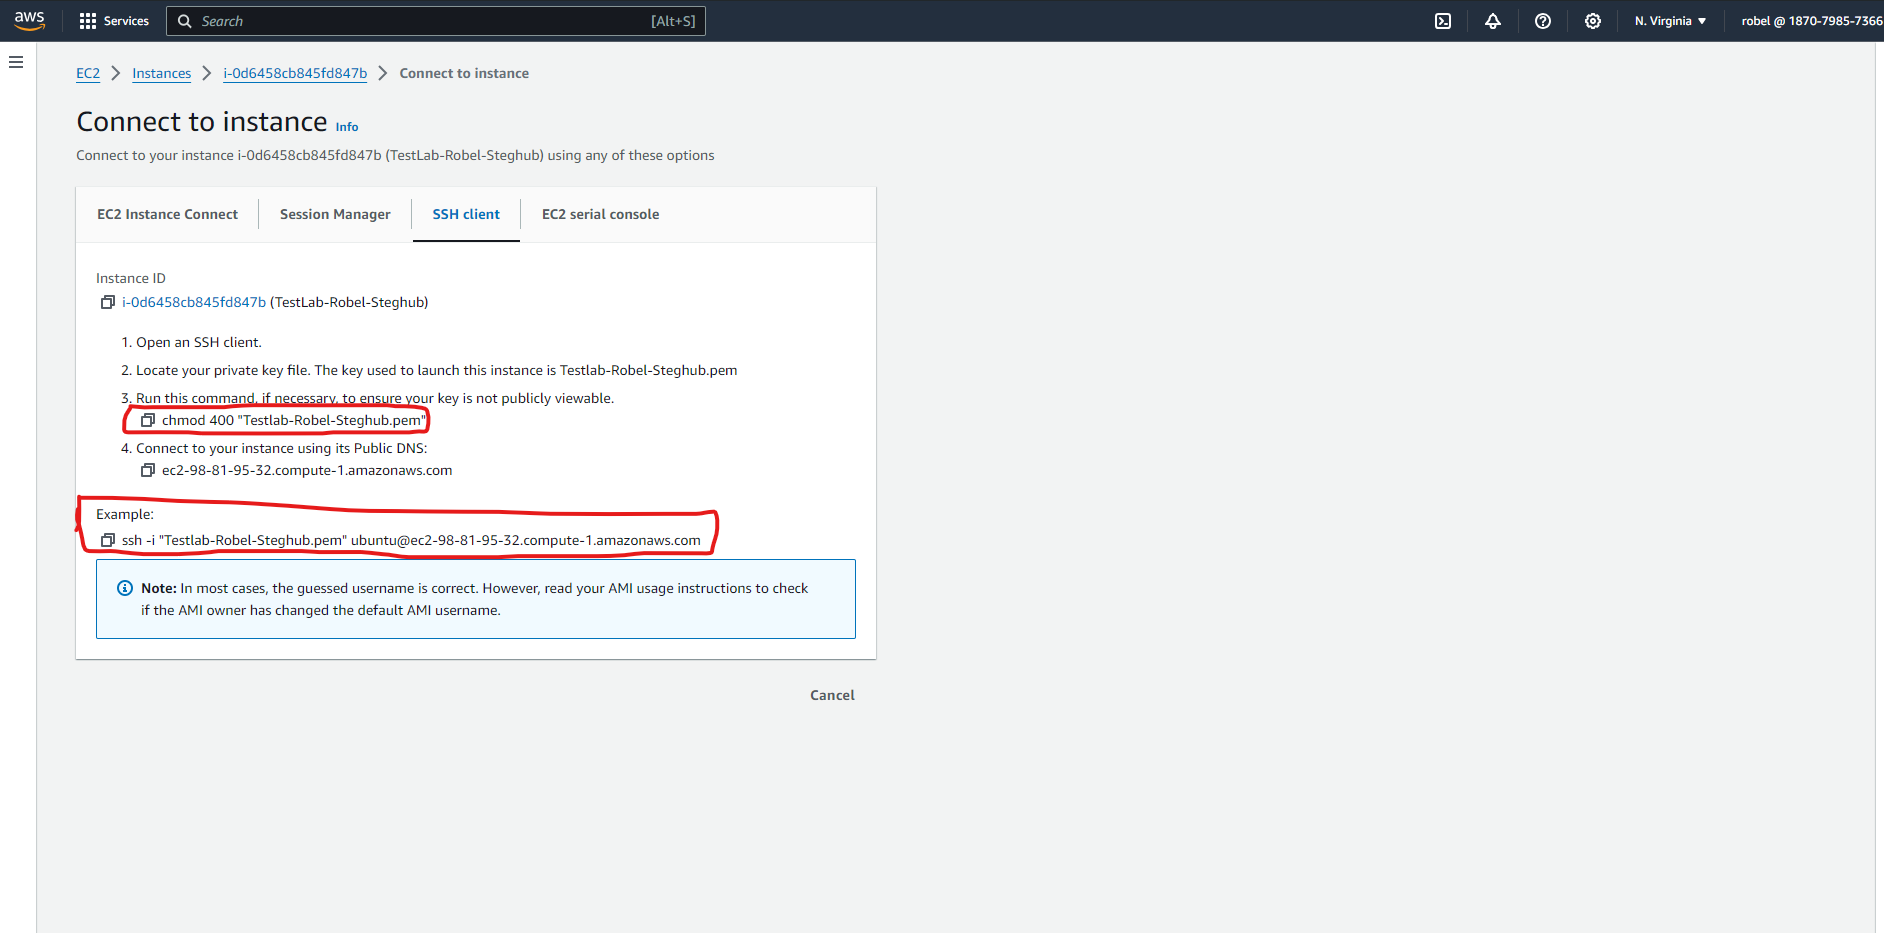 aws Services Search [Alt+S] N. Virginia robel @ 1870-7985-7366
EC2 Instances i-0d6458cb845fd847b Connect to instance
Connect to instance Info
Connect to your instance i-0d6458cb845fd847b (TestLab-Robel-Steghub) using any of these options
EC2 Instance Connect Session Manager SSH client EC2 serial console
Instance ID
i-0d6458cb845fd847b (TestLab-Robel-Steghub)
1. Open an SSH client.
2. Locate your private key file. The key used to launch this instance is Testlab-Robel-Steghub.pem
3. Run this command, if necessary, to ensure your key is not publicly viewable.
chmod 400 "Testlab-Robel-Steghub.pem"
4. Connect to your instance using its Public DNS:
ec2-98-81-95-32.compute-1.amazonaws.com
Example:
ssh -i "Testlab-Robel-Steghub.pem" ubuntu@ec2-98-81-95-32.compute-1.amazonaws.com
Note: In most cases, the guessed username is correct. However, read your AMI usage instructions to check
if the AMI owner has changed the default AMI username.
Cancel